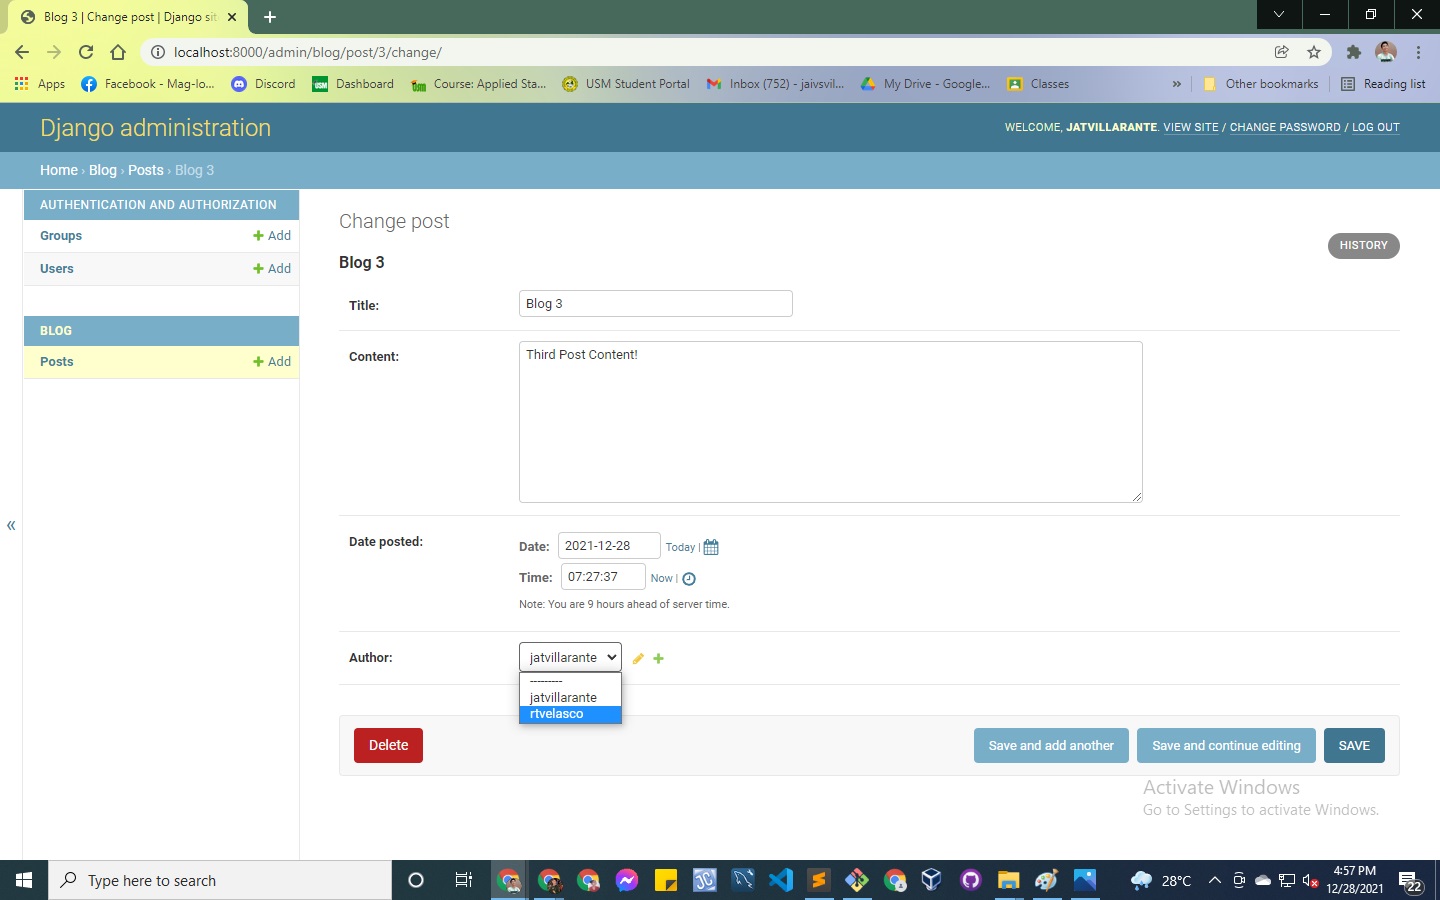 Blog 3 | Change post | Django sit
localhost:8000/admin/blog/post/3/change/
Apps Facebook - Mag-lo... Discord Dashboard Course: Applied Sta... USM Student Portal Inbox (752) - jaivsvil... My Drive - Google... Classes » Other bookmarks Reading list
Django administration
WELCOME, JATVILLARANTE. VIEW SITE / CHANGE PASSWORD / LOG OUT
Home › Blog › Posts › Blog 3
AUTHENTICATION AND AUTHORIZATION
Groups + Add
Users + Add
BLOG
Posts + Add
«
Change post
HISTORY
Blog 3
Title: Blog 3
Content: Third Post Content!
Date posted:
Date: 2021-12-28 Today |
Time: 07:27:37 Now |
Note: You are 9 hours ahead of server time.
Author: jatvillarante
---------
jatvillarante
rtvelasco
Delete Save and add another Save and continue editing SAVE
Activate Windows
Go to Settings to activate Windows.
Type here to search
28°C
4:57 PM
12/28/2021
22